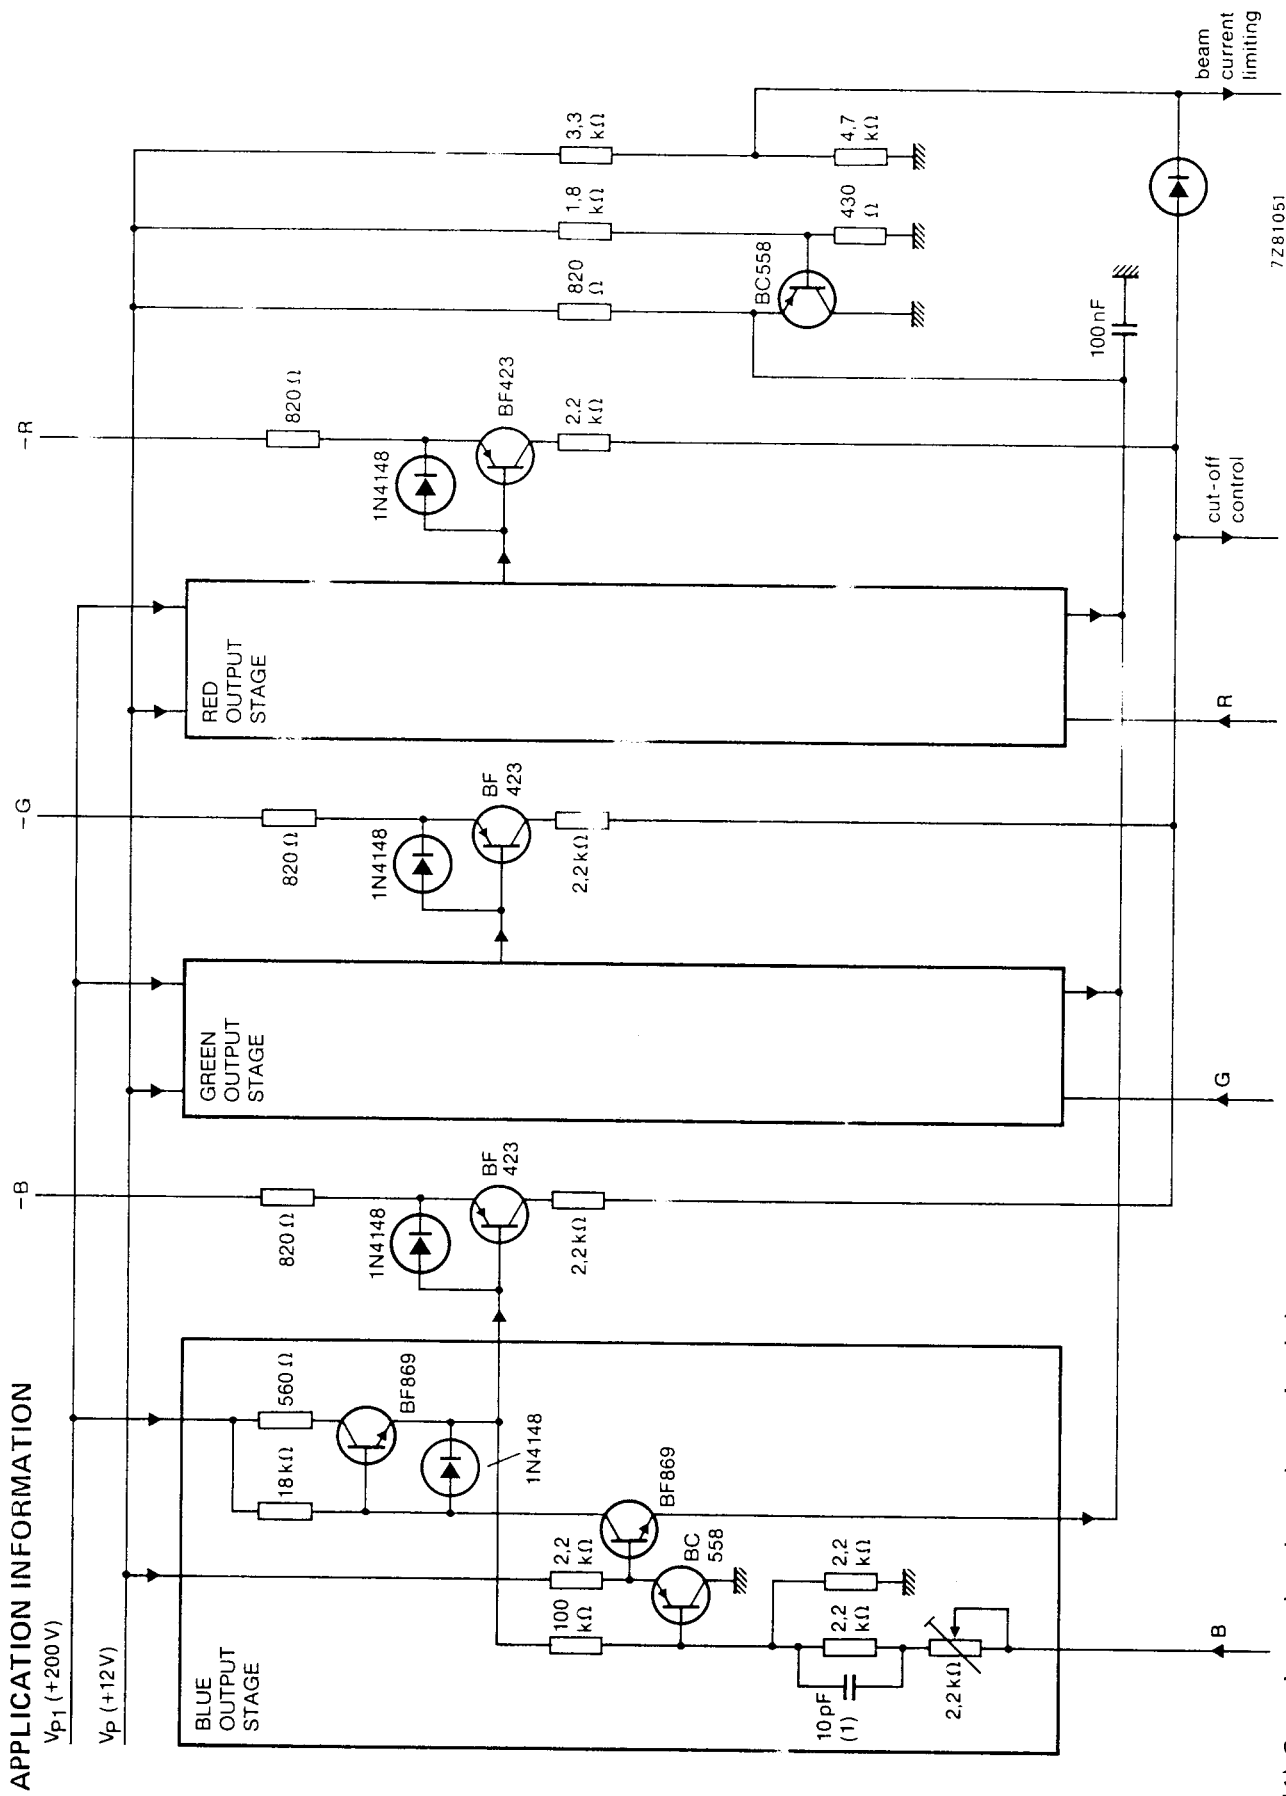 APPLICATION INFORMATION
VP1 (+200 V)
VP (+12 V)
BLUE
OUTPUT
STAGE
18 kΩ
560 Ω
BF869
1N4148
2,2
kΩ
BF869
100
kΩ
BC
558
2,2
kΩ
2,2
kΩ
10 pF
(1)
2,2 kΩ
B
–B
820 Ω
1N4148
BF
423
2,2 kΩ
GREEN
OUTPUT
STAGE
G
–G
820 Ω
1N4148
BF
423
2,2 kΩ
RED
OUTPUT
STAGE
R
–R
820 Ω
1N4148
BF423
2,2
kΩ
cut-off
control
820
Ω
1,8
kΩ
3,3
kΩ
BC558
430
Ω
4,7
kΩ
100 nF
beam
current
limiting
7Z81051